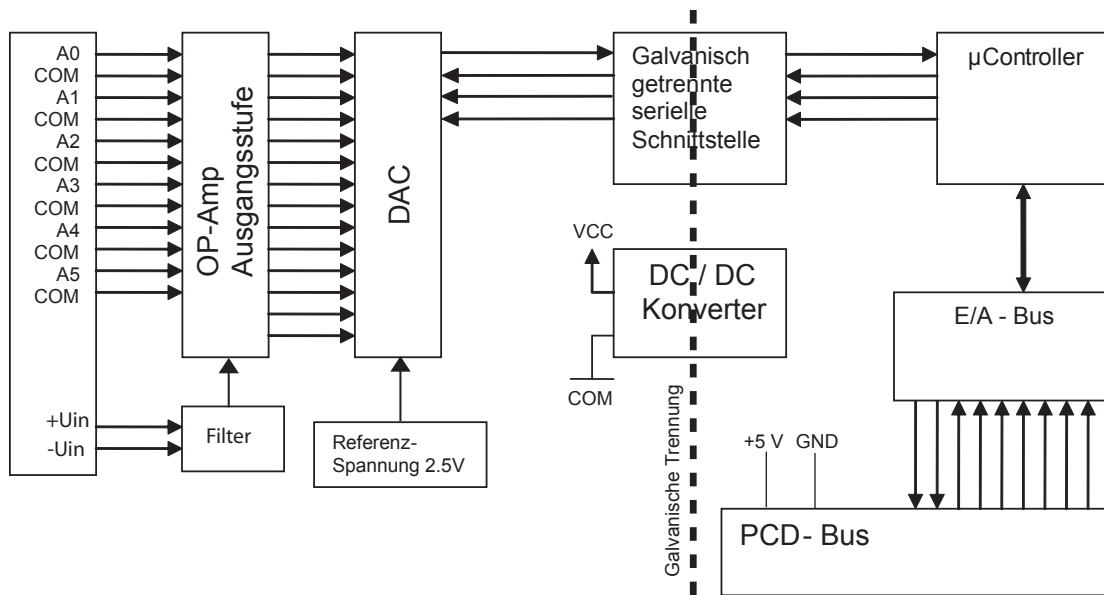 A0
COM
A1
COM
A2
COM
A3
COM
A4
COM
A5
COM
+Uin
-Uin
OP-Amp
Ausgangsstufe
Filter
DAC
Referenz-
Spannung 2.5V
Galvanisch
getrennte
serielle
Schnittstelle
µController
VCC
DC / DC
Konverter
COM
Galvanische Trennung
E/A - Bus
+5 V
GND
PCD- Bus